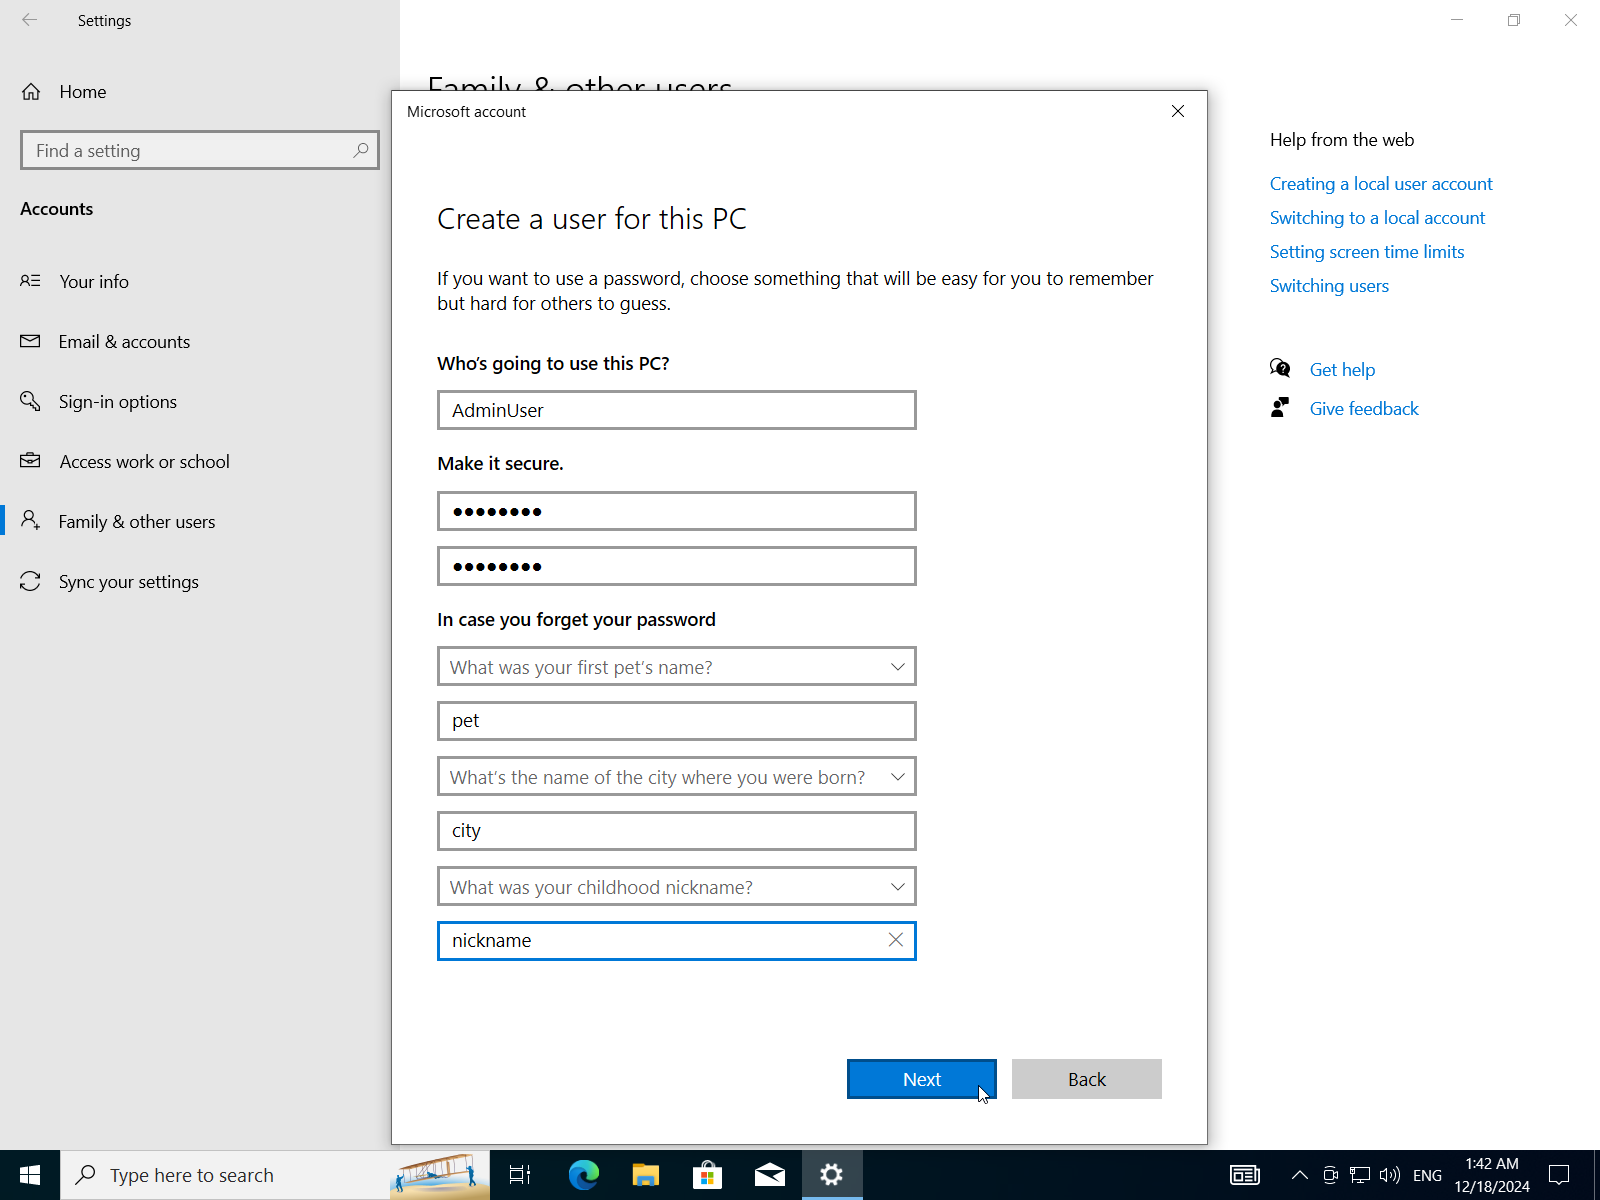 Settings
Home
Find a setting
Accounts
Your info
Email & accounts
Sign-in options
Access work or school
Family & other users
Sync your settings
Family & other users
Microsoft account
Create a user for this PC
If you want to use a password, choose something that will be easy for you to remember
but hard for others to guess.
Who's going to use this PC?
AdminUser
Make it secure.
In case you forget your password
What was your first pet's name?
pet
What's the name of the city where you were born?
city
What was your childhood nickname?
nickname
Next
Back
Help from the web
Creating a local user account
Switching to a local account
Setting screen time limits
Switching users
Get help
Give feedback
Type here to search
ENG
1:42 AM
12/18/2024